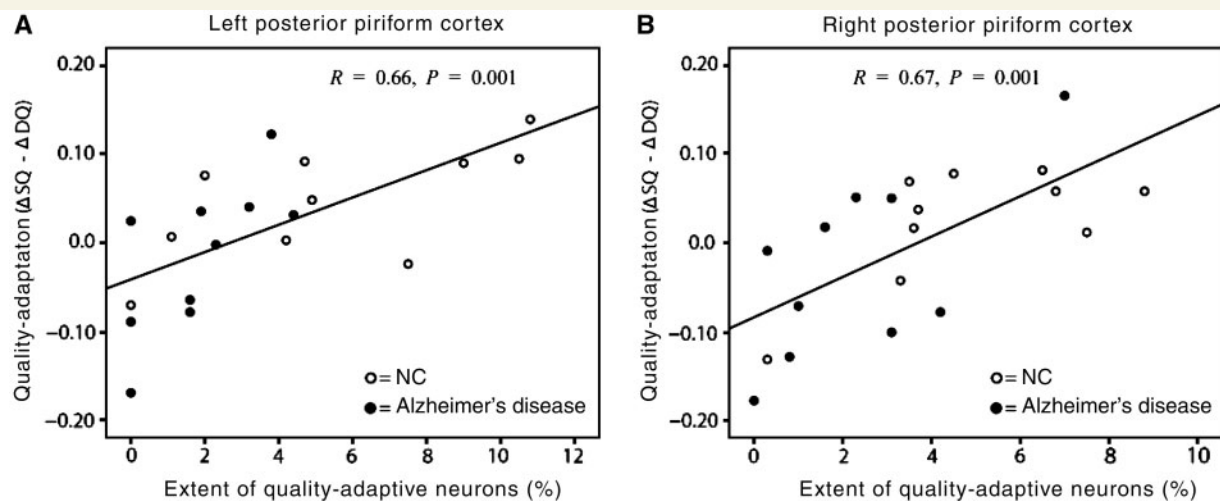 A Left posterior piriform cortex
R = 0.66, P = 0.001
Quality-adaptaton (ΔSQ - ΔDQ)
0.20
0.10
0.0
–0.10
–0.20
= NC
= Alzheimer's disease
0 2 4 6 8 10 12
Extent of quality-adaptive neurons (%)
B Right posterior piriform cortex
R = 0.67, P = 0.001
Quality-adaptaton (ΔSQ - ΔDQ)
0.20
0.10
0.0
–0.10
–0.20
= NC
= Alzheimer's disease
0 2 4 6 8 10
Extent of quality-adaptive neurons (%)